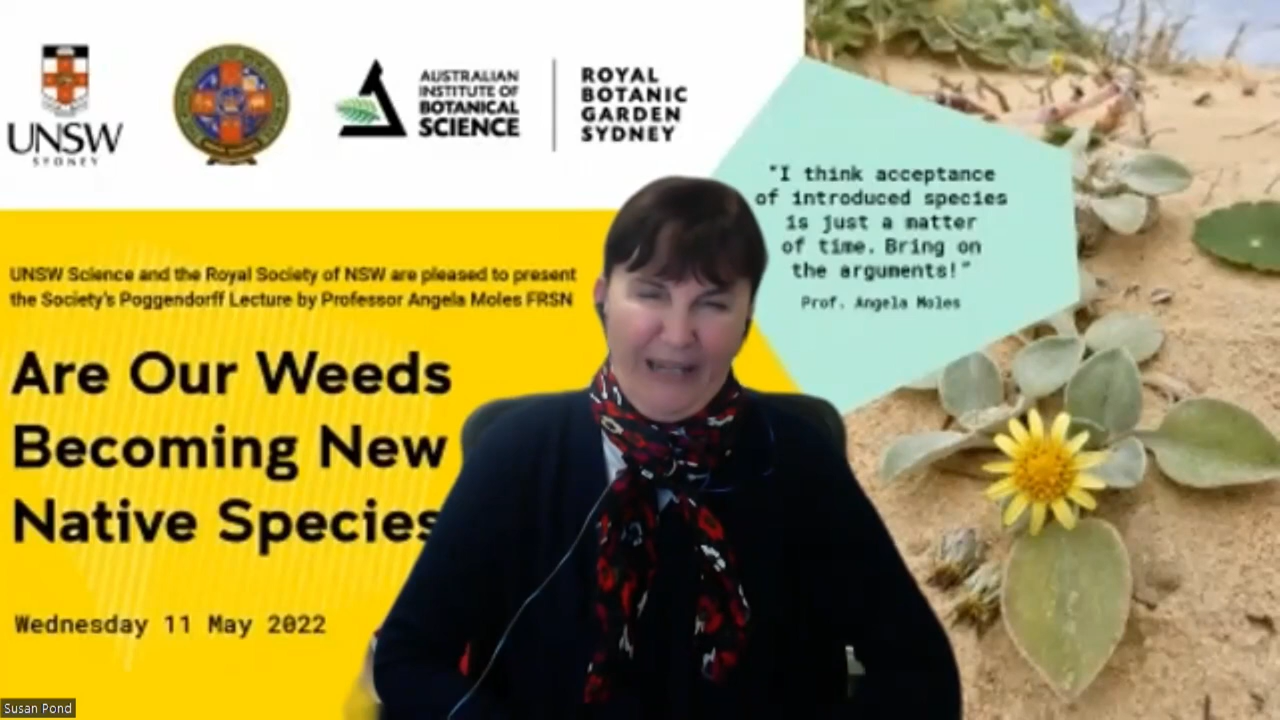 UNSW
SYDNEY
AUSTRALIAN
INSTITUTE OF
BOTANICAL
SCIENCE
ROYAL
BOTANIC
GARDEN
SYDNEY
"I think acceptance
of introduced species
is just a matter
of time. Bring on
the arguments!"
Prof. Angela Moles
UNSW Science and the Royal Society of NSW are pleased to present
the Society's Poggendorff Lecture by Professor Angela Moles FRSN
Are Our Weeds
Becoming New
Native Species
Wednesday 11 May 2022
Susan Pond